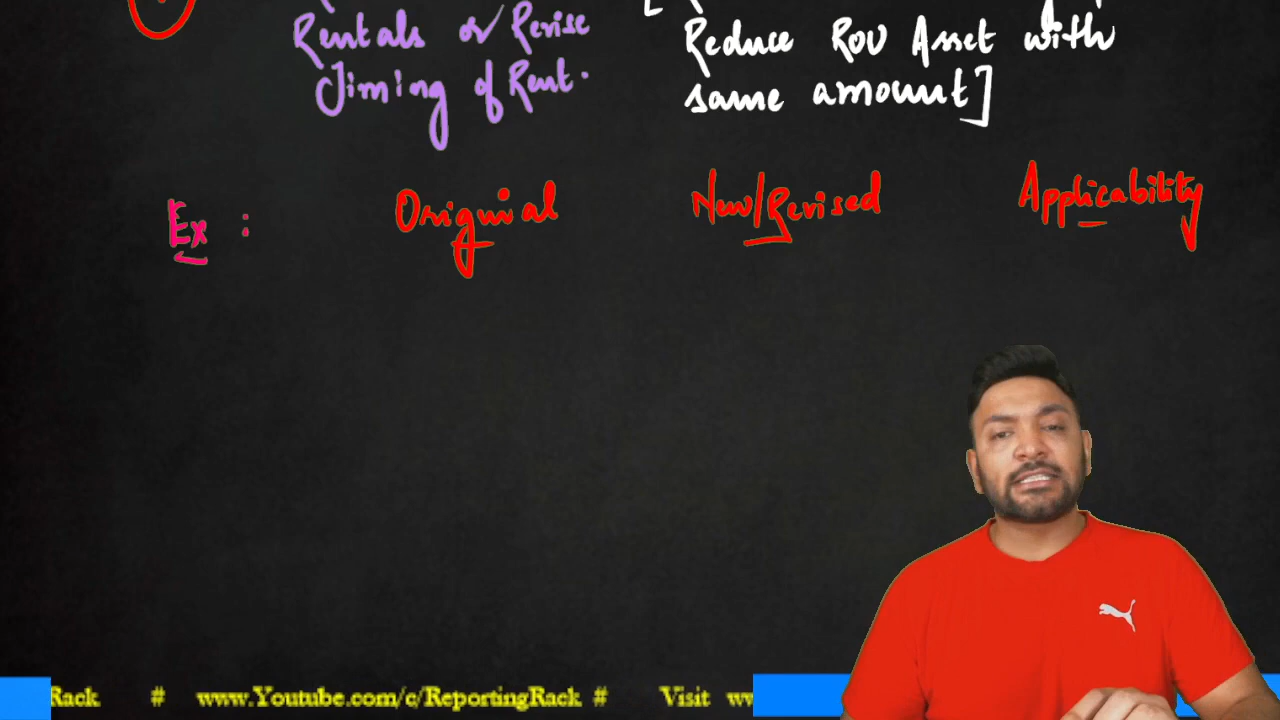 Rentals or Revise
Timing of Rent.
Reduce ROU Asset with
same amount]
Ex : Original New/Revised Applicability
Rack # www.Youtube.com/c/ReportingRack # Visit